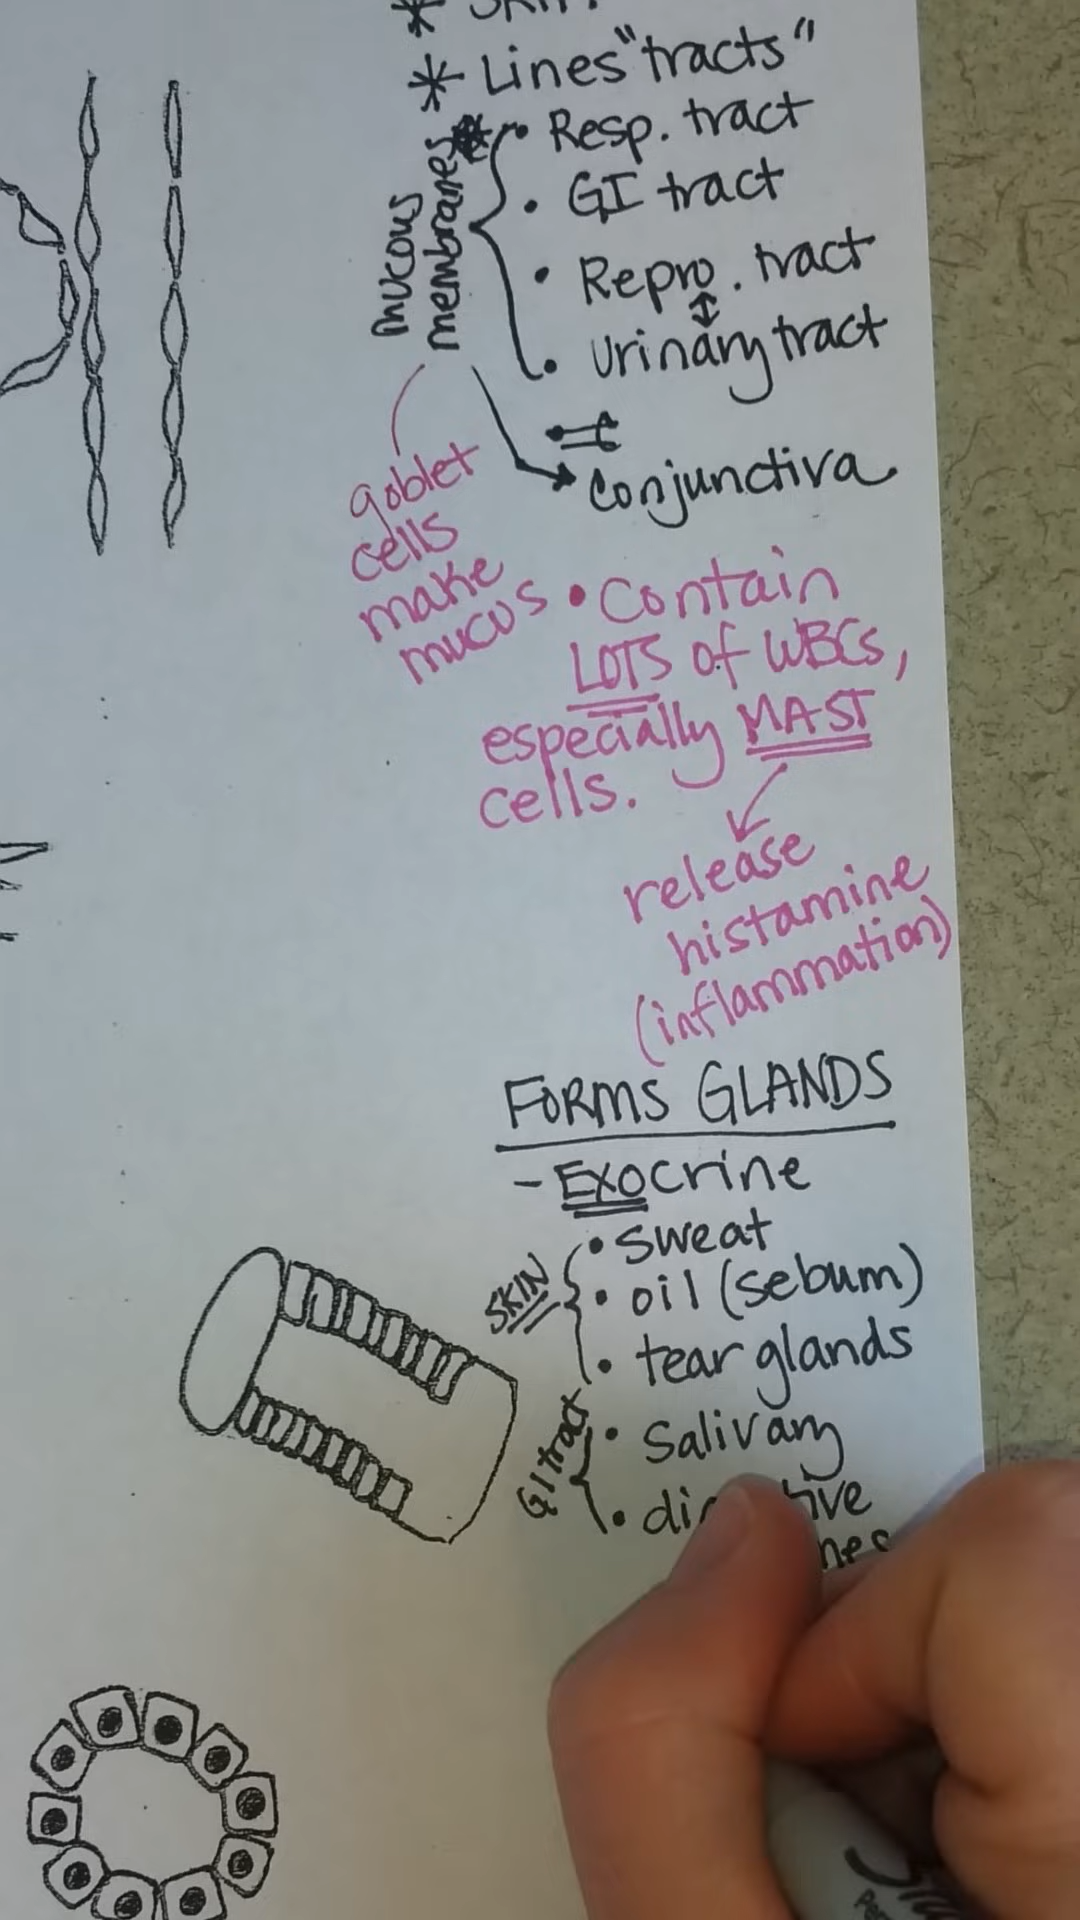 * SKIN
* Lines "tracts"
mucous
membranes
• Resp. tract
• GI tract
• Repro. tract
• Urinary tract
Conjunctiva
goblet
cells
make
mucus
• Contain
LOTS of WBCs,
especially MAST
cells.
release
histamine
(inflammation)
FORMS GLANDS
- EXOcrine
SKIN
• sweat
• oil (sebum)
• tear glands
GI tract
• Salivary